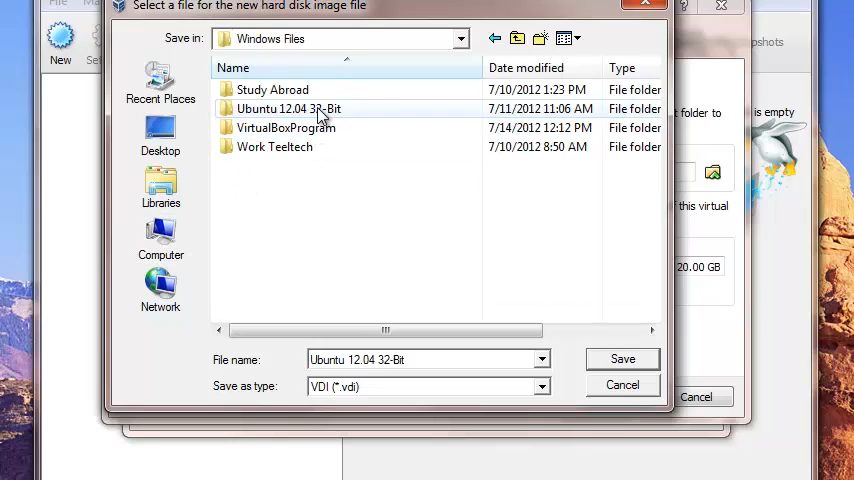 Select a file for the new hard disk image file
Save in: Windows Files
New
Name Date modified Type
Study Abroad 7/10/2012 1:23 PM File folder
Ubuntu 12.04 32-Bit 7/11/2012 11:06 AM File folder
VirtualBoxProgram 7/14/2012 12:12 PM File folder
Work Teeltech 7/10/2012 8:50 AM File folder
Recent Places
Desktop
Libraries
Computer
Network
File name: Ubuntu 12.04 32-Bit Save
Save as type: VDI (*.vdi) Cancel
pshots
t folder to
is empty
f this virtual
20.00 GB
Cancel